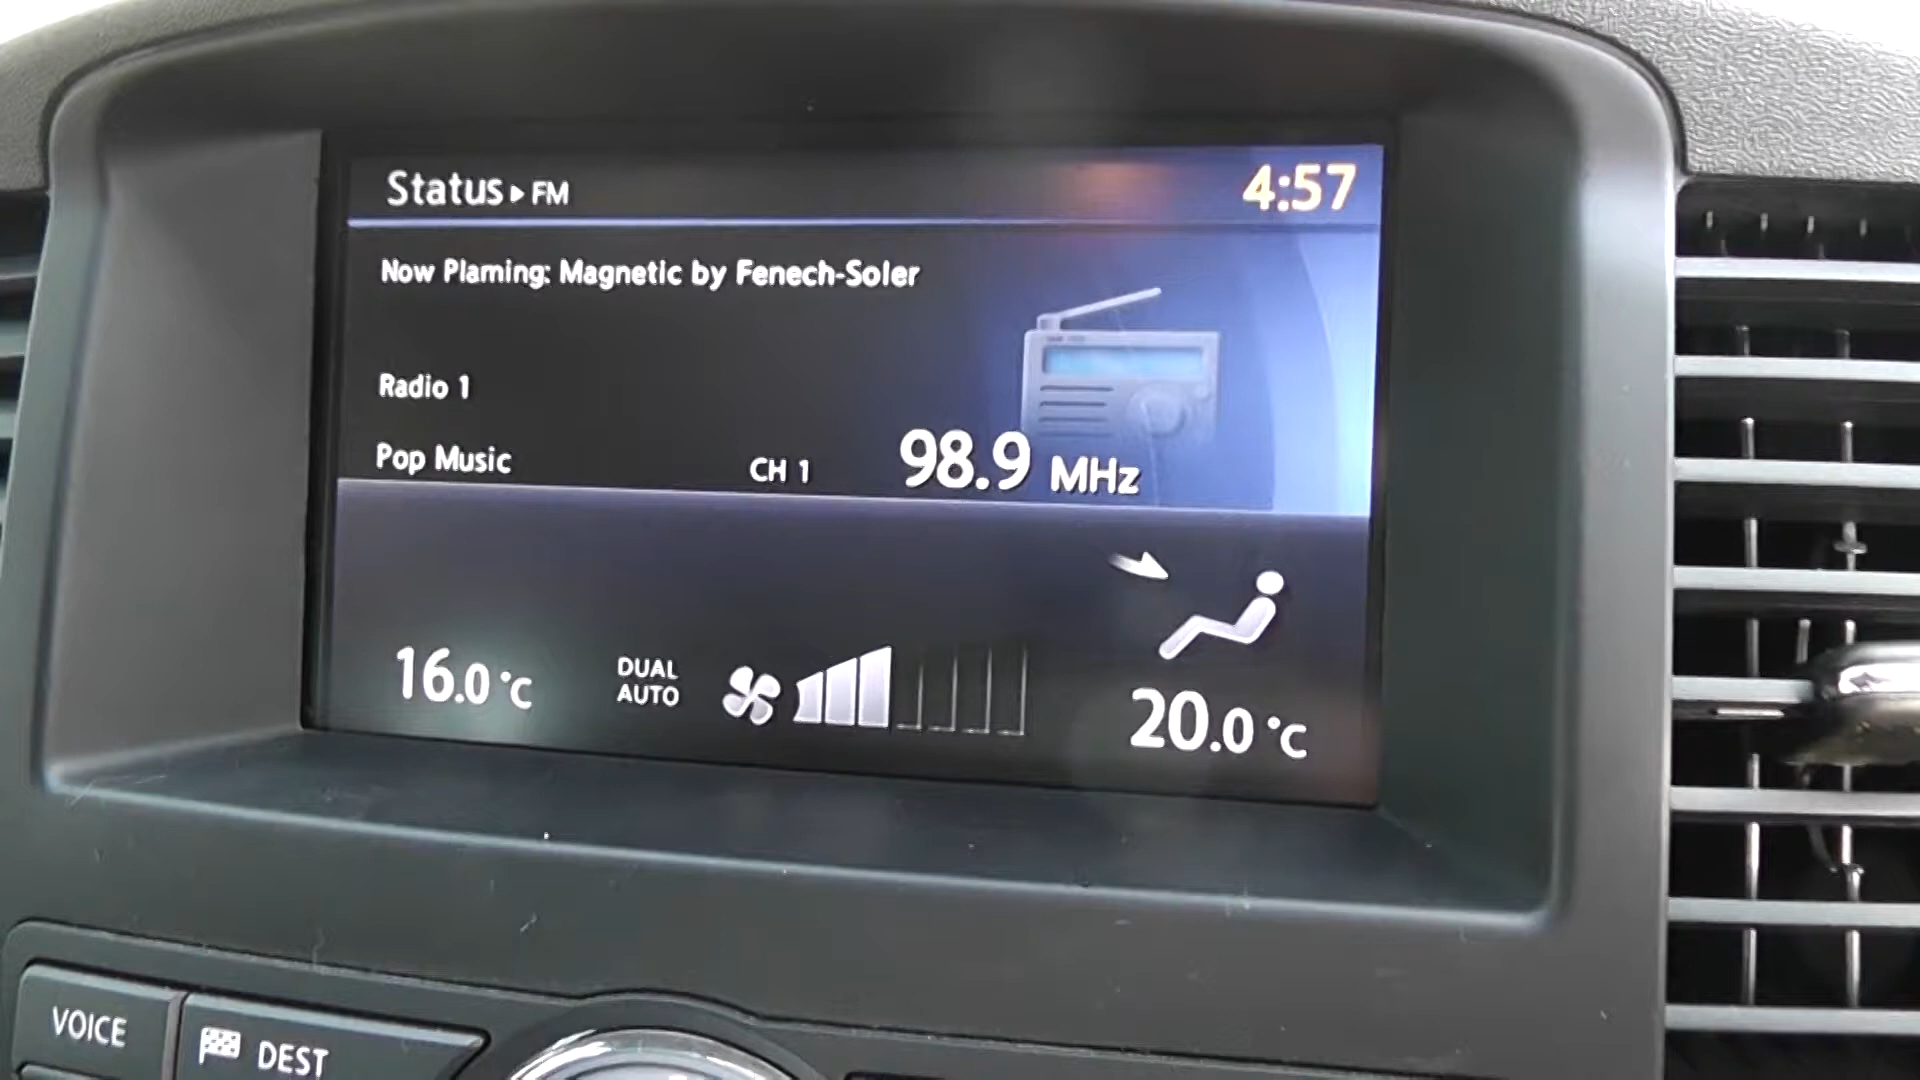 Status▸FM
4:57
Now Plaming: Magnetic by Fenech-Soler
Radio 1
Pop Music
CH 1
98.9 MHz
16.0 °C
DUAL
AUTO
20.0 °C
VOICE
DEST